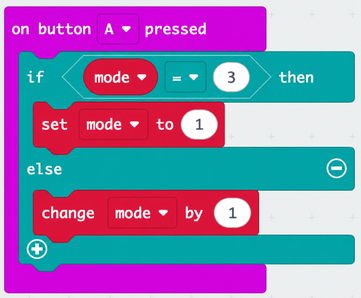 on button A pressed
if mode = 3 then
set mode to 1
else
change mode by 1